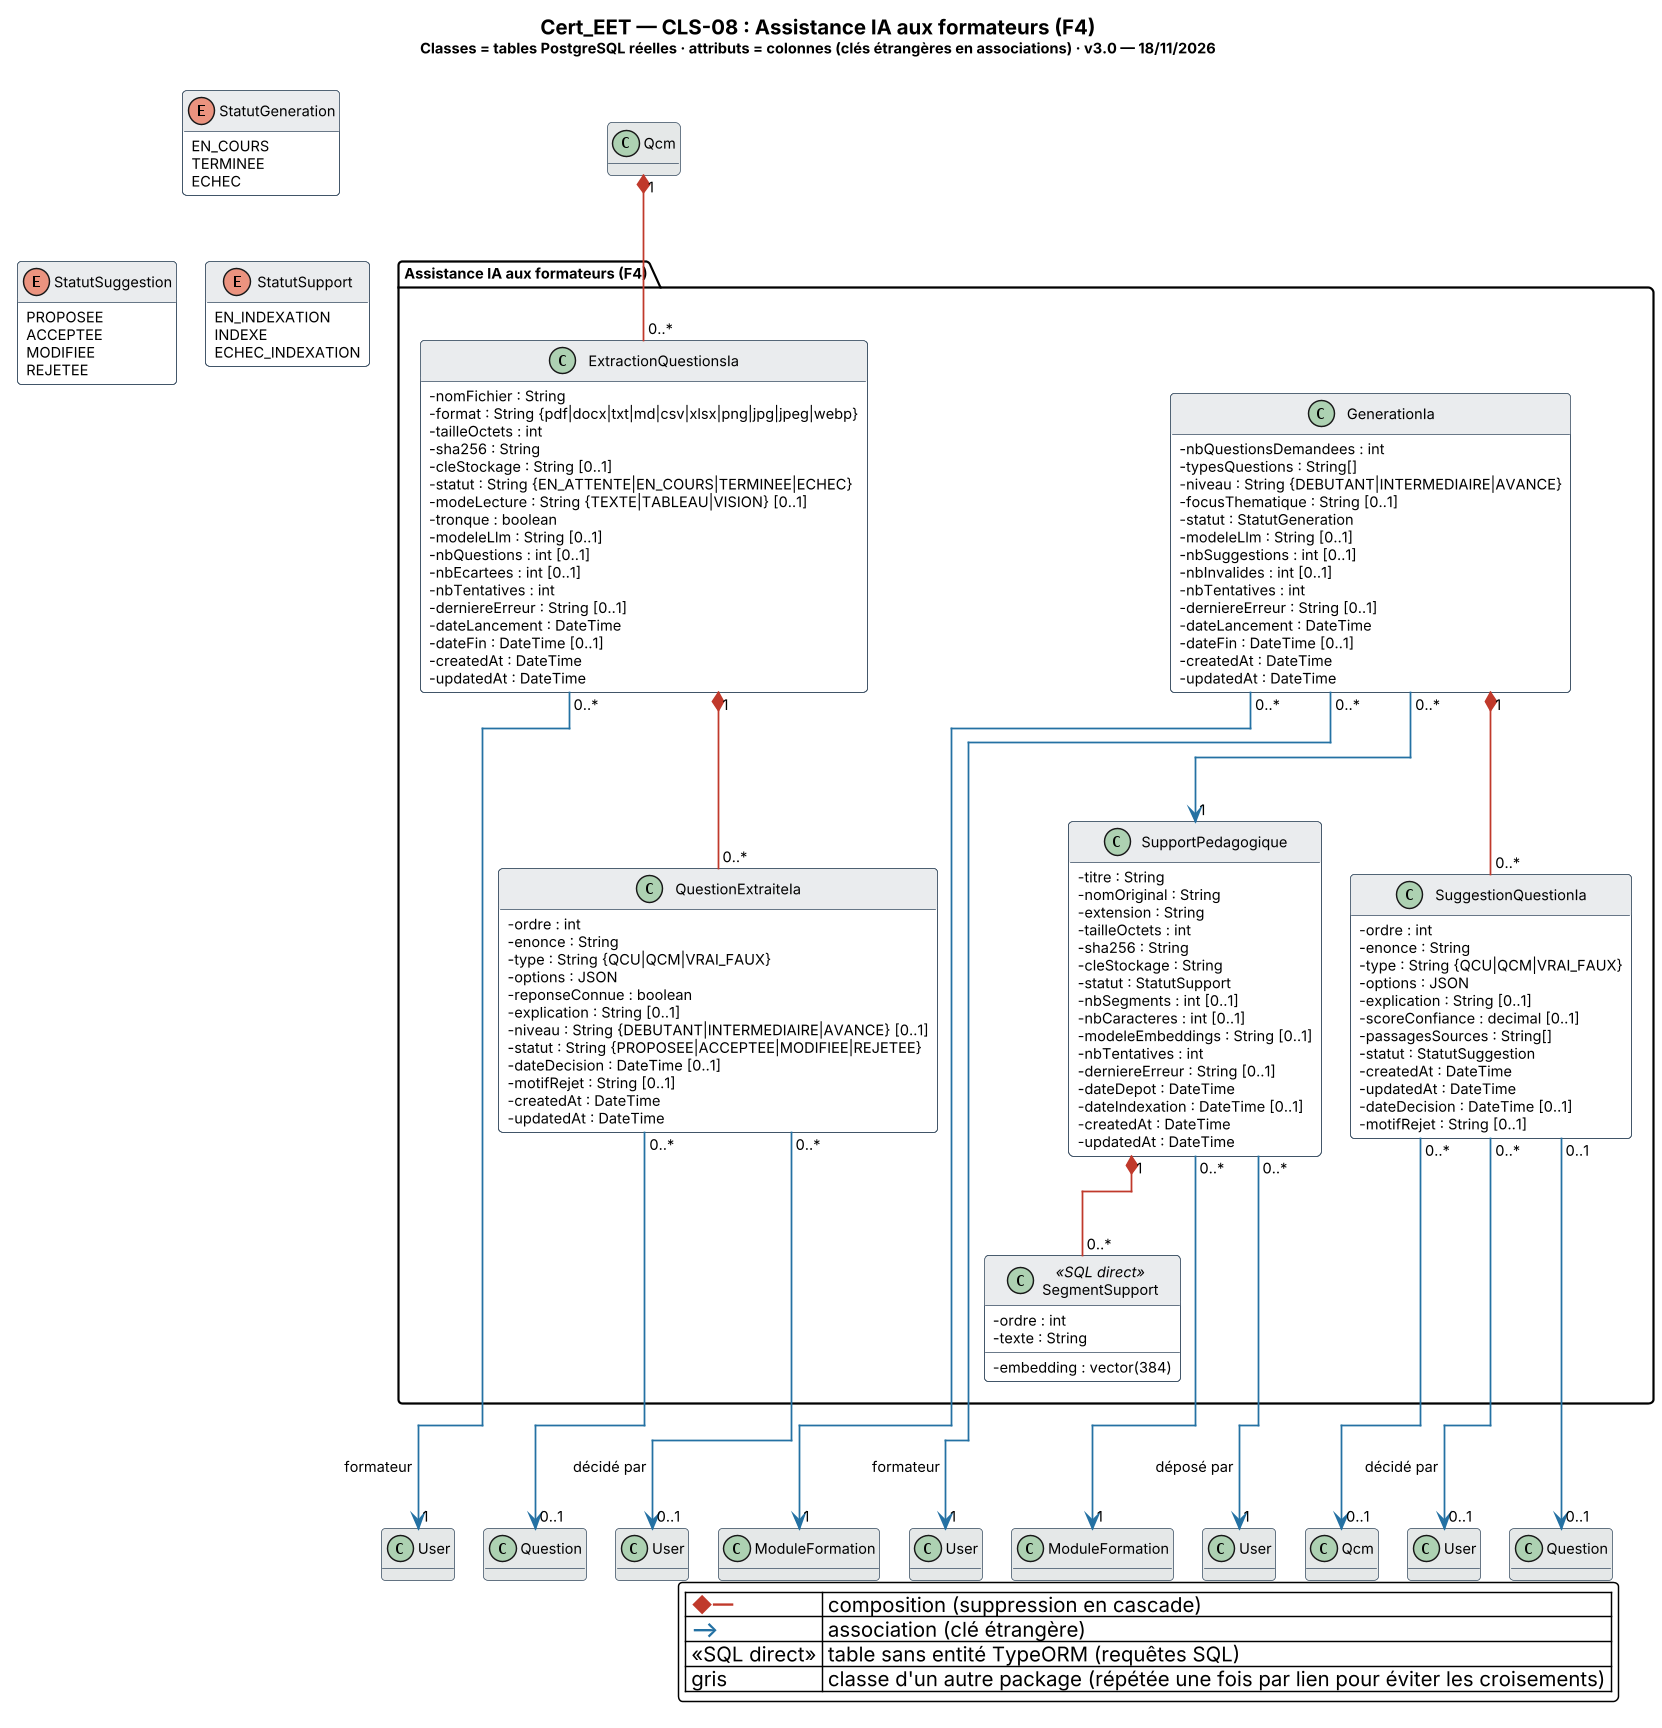 Cert_EET — CLS-08 : Assistance IA aux formateurs (F4)
Classes = tables PostgreSQL réelles · attributs = colonnes (clés étrangères en associations) · v3.0 — 18/11/2026
E StatutGeneration
EN_COURS
TERMINEE
ECHEC
C Qcm
1
E StatutSuggestion
PROPOSEE
ACCEPTEE
MODIFIEE
REJETEE
E StatutSupport
EN_INDEXATION
INDEXE
ECHEC_INDEXATION
Assistance IA aux formateurs (F4)
0..*
C ExtractionQuestionsIa
-nomFichier : String
-format : String {pdf|docx|txt|md|csv|xlsx|png|jpg|jpeg|webp}
-tailleOctets : int
-sha256 : String
-cleStockage : String [0..1]
-statut : String {EN_ATTENTE|EN_COURS|TERMINEE|ECHEC}
-modeLecture : String {TEXTE|TABLEAU|VISION} [0..1]
-tronque : boolean
-modeleLlm : String [0..1]
-nbQuestions : int [0..1]
-nbEcartees : int [0..1]
-nbTentatives : int
-derniereErreur : String [0..1]
-dateLancement : DateTime
-dateFin : DateTime [0..1]
-createdAt : DateTime
-updatedAt : DateTime
C GenerationIa
-nbQuestionsDemandees : int
-typesQuestions : String[]
-niveau : String {DEBUTANT|INTERMEDIAIRE|AVANCE}
-focusThematique : String [0..1]
-statut : StatutGeneration
-modeleLlm : String [0..1]
-nbSuggestions : int [0..1]
-nbInvalides : int [0..1]
-nbTentatives : int
-derniereErreur : String [0..1]
-dateLancement : DateTime
-dateFin : DateTime [0..1]
-createdAt : DateTime
-updatedAt : DateTime
0..* 1 0..* 0..* 0..* 1
1
0..* 0..*
C QuestionExtraiteIa
-ordre : int
-enonce : String
-type : String {QCU|QCM|VRAI_FAUX}
-options : JSON
-reponseConnue : boolean
-explication : String [0..1]
-niveau : String {DEBUTANT|INTERMEDIAIRE|AVANCE} [0..1]
-statut : String {PROPOSEE|ACCEPTEE|MODIFIEE|REJETEE}
-dateDecision : DateTime [0..1]
-motifRejet : String [0..1]
-createdAt : DateTime
-updatedAt : DateTime
C SupportPedagogique
-titre : String
-nomOriginal : String
-extension : String
-tailleOctets : int
-sha256 : String
-cleStockage : String
-statut : StatutSupport
-nbSegments : int [0..1]
-nbCaracteres : int [0..1]
-modeleEmbeddings : String [0..1]
-nbTentatives : int
-derniereErreur : String [0..1]
-dateDepot : DateTime
-dateIndexation : DateTime [0..1]
-createdAt : DateTime
-updatedAt : DateTime
C SuggestionQuestionIa
-ordre : int
-enonce : String
-type : String {QCU|QCM|VRAI_FAUX}
-options : JSON
-explication : String [0..1]
-scoreConfiance : decimal [0..1]
-passagesSources : String[]
-statut : StatutSuggestion
-createdAt : DateTime
-updatedAt : DateTime
-dateDecision : DateTime [0..1]
-motifRejet : String [0..1]
0..* 0..* 1 0..* 0..* 0..* 0..* 0..1
0..*
C «SQL direct»
SegmentSupport
-ordre : int
-texte : String
-embedding : vector(384)
formateur décidé par formateur déposé par décidé par
1 0..1 0..1 1 1 1 1 0..1 0..1 0..1
C User C Question C User C ModuleFormation C User C ModuleFormation C User C Qcm C User C Question
composition (suppression en cascade)
→ association (clé étrangère)
«SQL direct» table sans entité TypeORM (requêtes SQL)
gris classe d'un autre package (répétée une fois par lien pour éviter les croisements)